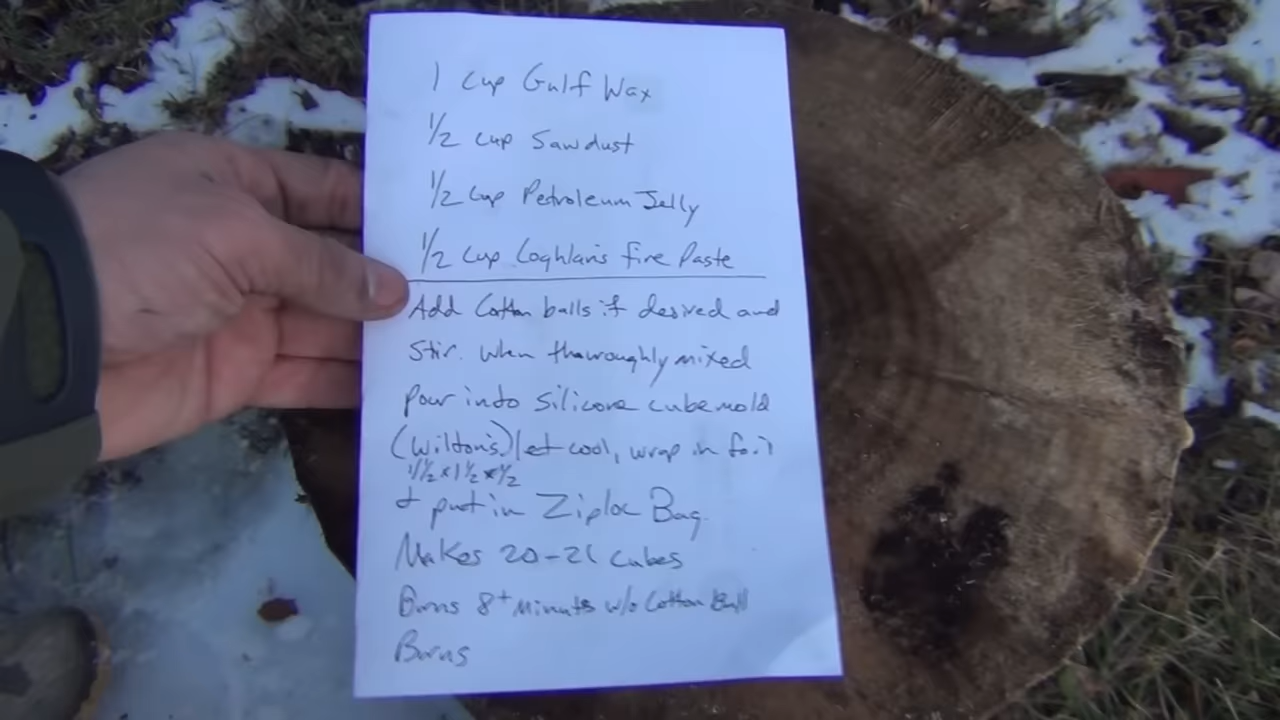 1 cup Gulf Wax
1/2 cup Sawdust
1/2 cup Petroleum Jelly
1/2 cup Coghlan's fire Paste
Add Cotton balls if desired and
Stir. When thouroughly mixed
pour into silicone cube mold
(Wilton's) let cool, wrap in foil
1 1/2 x 1 1/2 x 1/2
& put in Ziploc Bag.
Makes 20-21 cubes
Burns 8+ Minuts w/o Cotton Ball
Burns